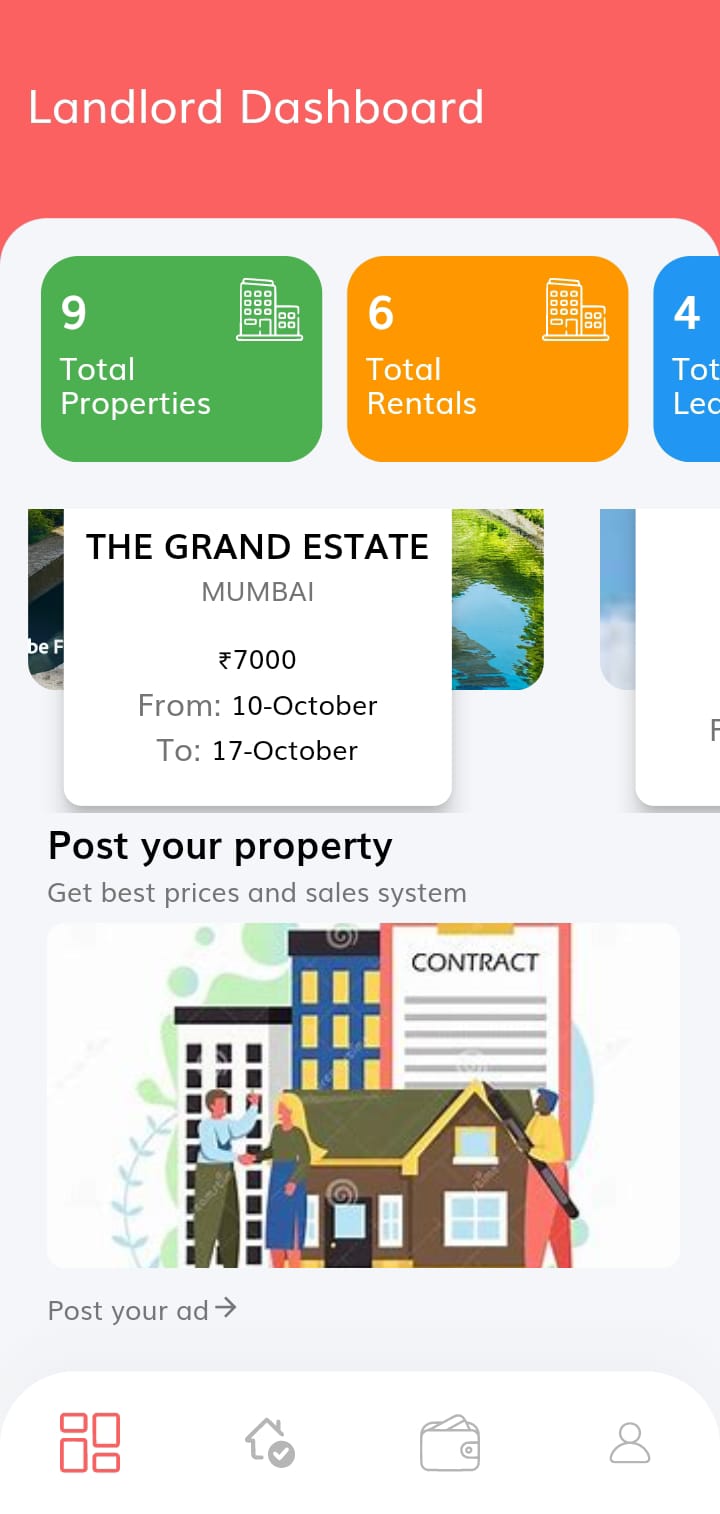 Landlord Dashboard
9
Total
Properties
6
Total
Rentals
4
Tot
Lea
be F
THE GRAND ESTATE
MUMBAI
₹7000
From: 10-October
To: 17-October
F
Post your property
Get best prices and sales system
CONTRACT
Post your ad